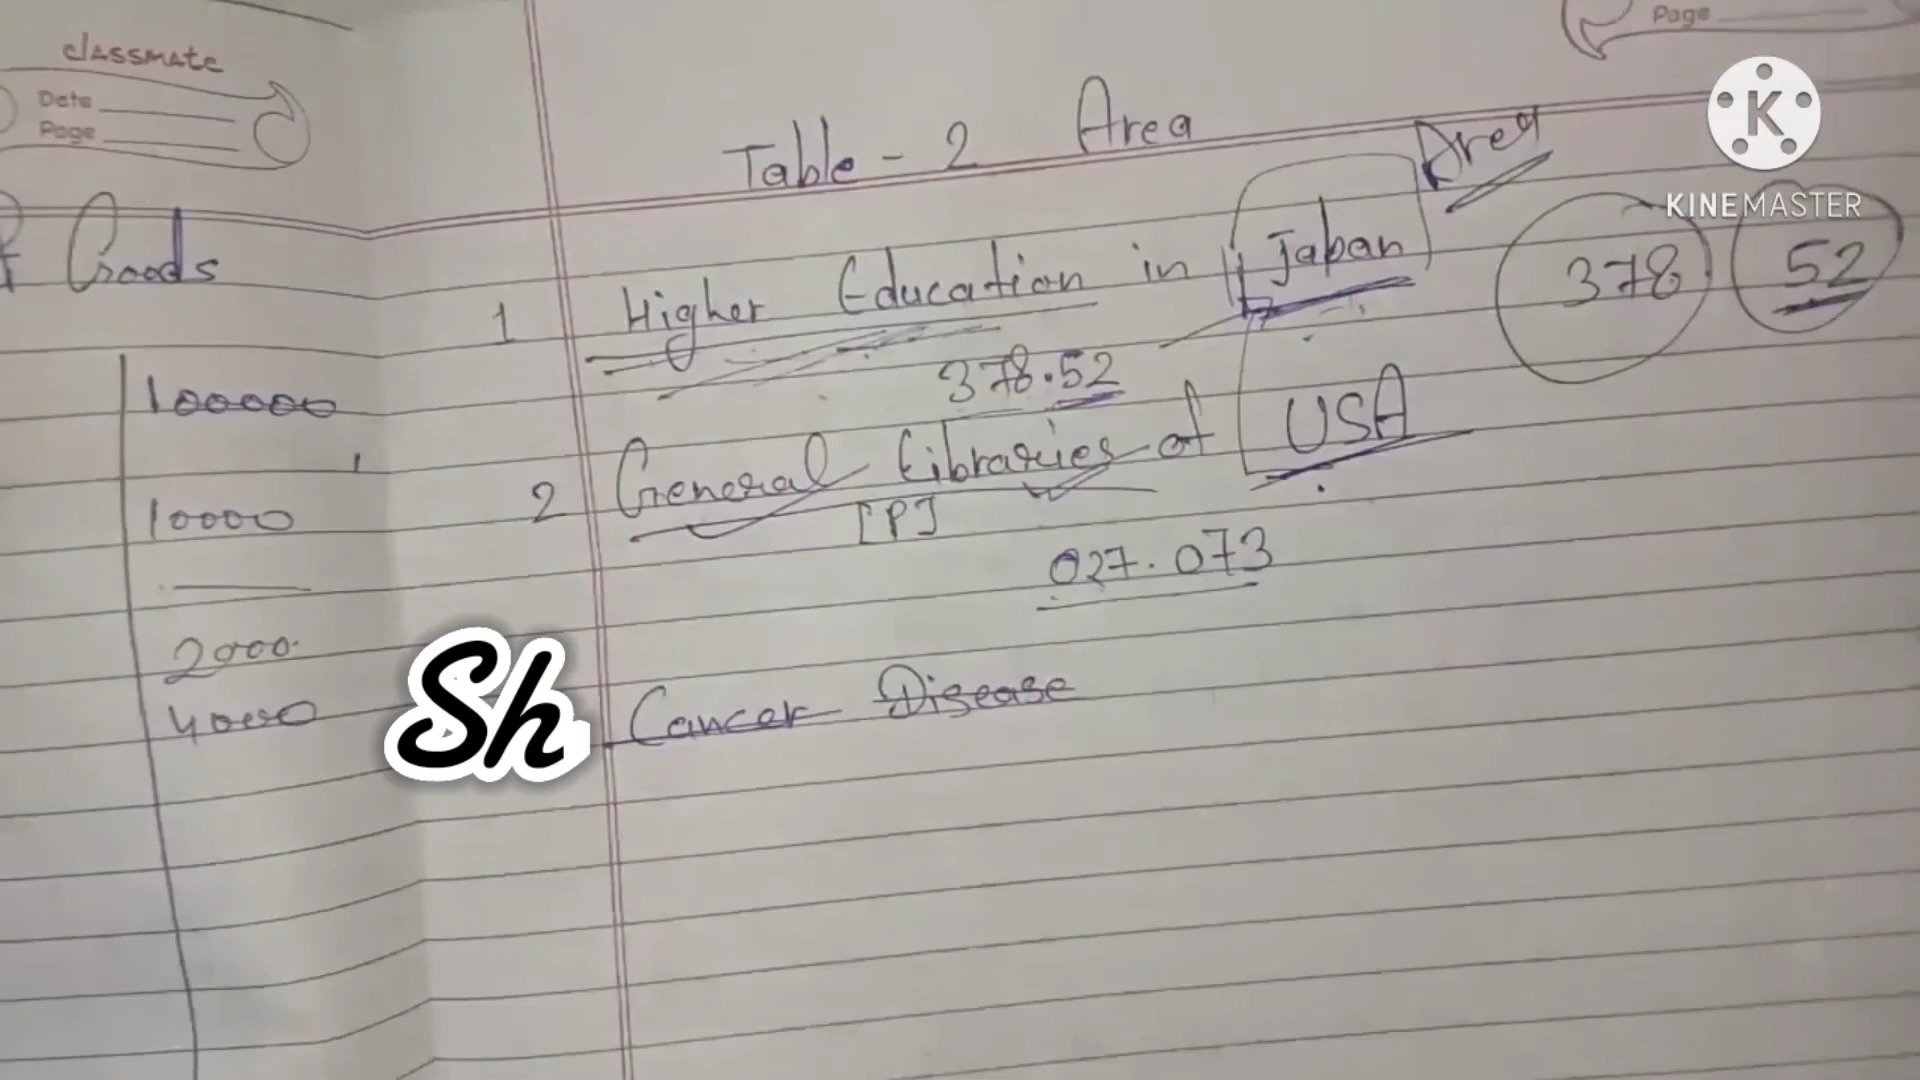 classmate
Date
Page
Page
KINEMASTER
Table - 2 Area
Area
Goods
1 Higher Education in Japan
378 52
378.52
100000
2 General Libraries of USA
[P]
10000
027.073
2000
4000
Sh
Cancer Disease